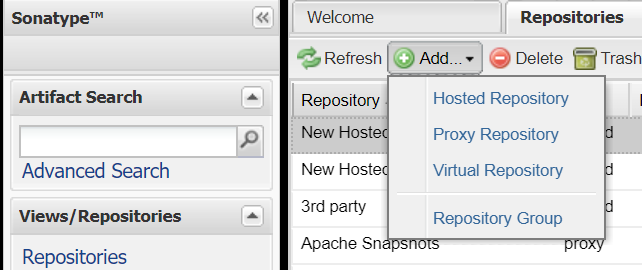 Sonatype™
Artifact Search
Advanced Search
Views/Repositories
Repositories
Welcome
Repositories
Refresh
Add...
Delete
Trash
Repository
Hosted Repository
Proxy Repository
Virtual Repository
Repository Group
New Hosted
New Hosted
3rd party
Apache Snapshots
proxy